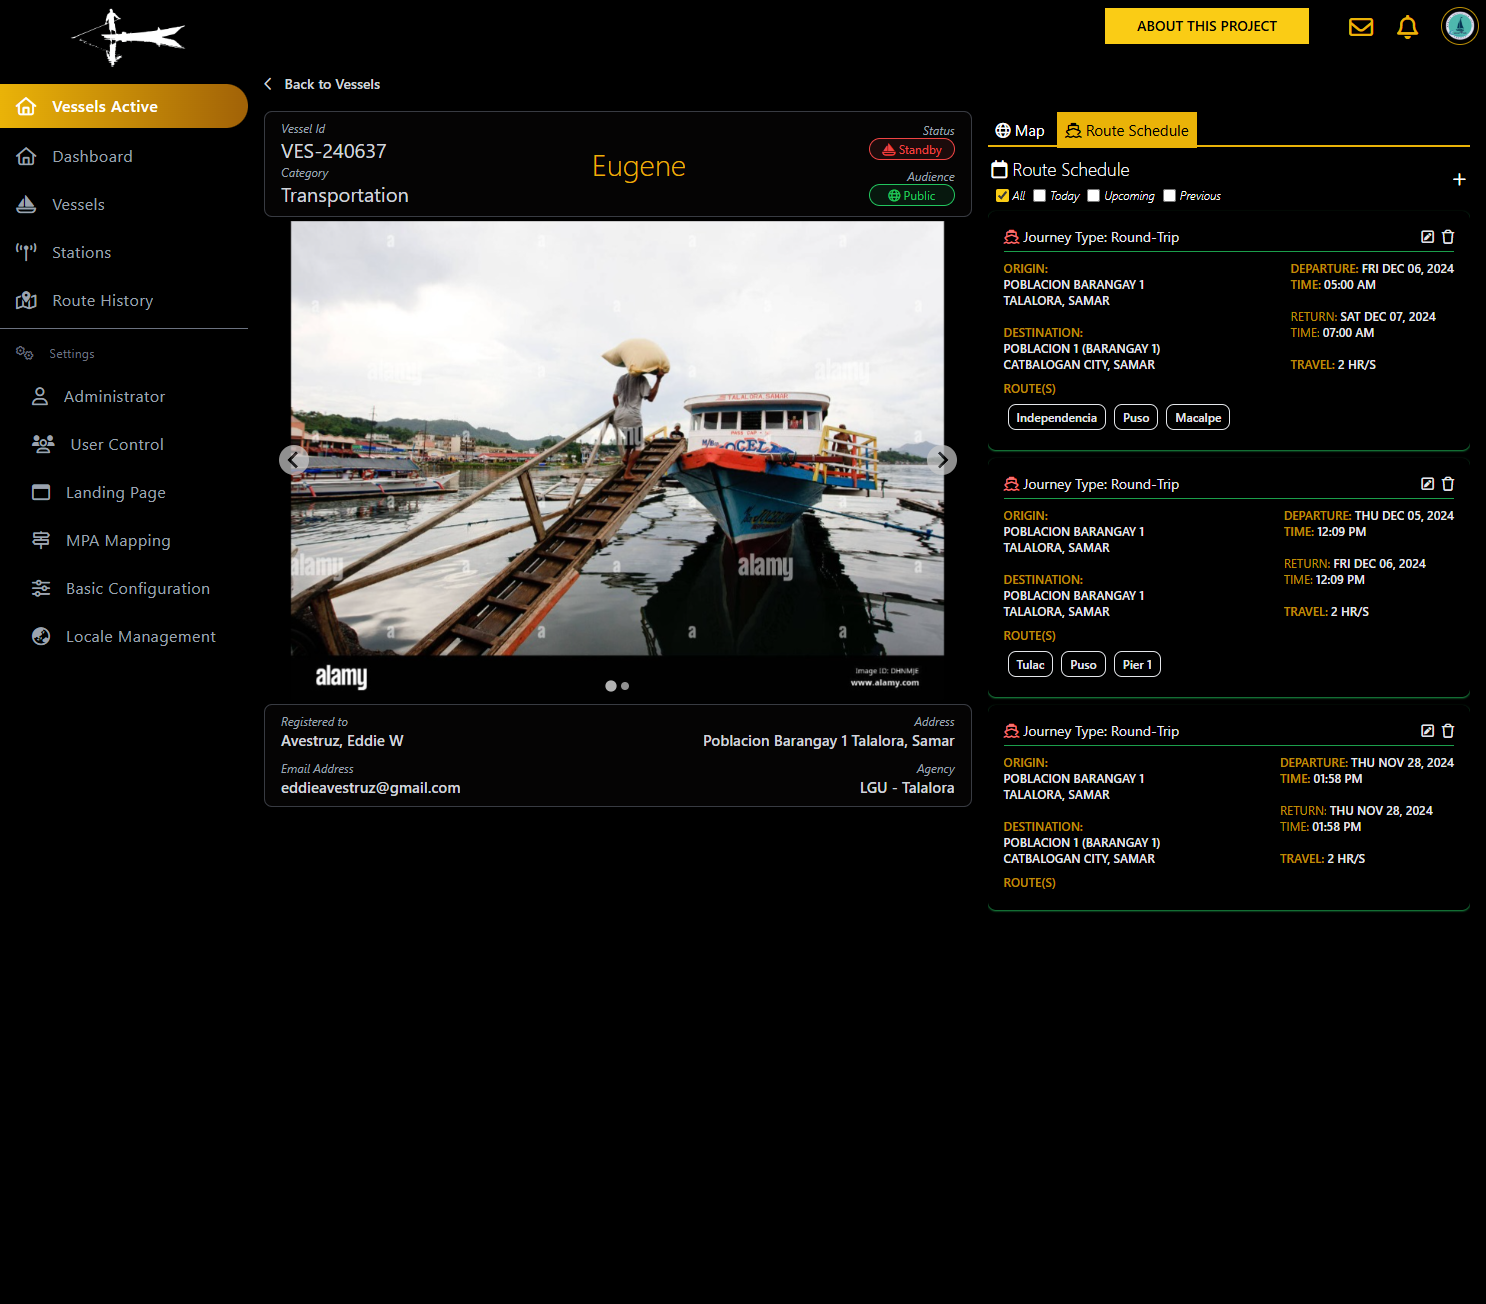 ABOUT THIS PROJECT
Vessels Active
Dashboard
Vessels
Stations
Route History
Settings
Administrator
User Control
Landing Page
MPA Mapping
Basic Configuration
Locale Management
Back to Vessels
Vessel Id
VES-240637
Category
Transportation
Eugene
Status
Standby
Audience
Public
TALALORA, SAMAR
alamy
alamy
alamy
alamy
alamy
a
a
a
a
alamy
Image ID: DHNMJE
www.alamy.com
Registered to
Avestruz, Eddie W
Address
Poblacion Barangay 1 Talalora, Samar
Email Address
eddieavestruz@gmail.com
Agency
LGU - Talalora
Map
Route Schedule
Route Schedule
All Today Upcoming Previous
Journey Type: Round-Trip
ORIGIN:
POBLACION BARANGAY 1
TALALORA, SAMAR
DESTINATION:
POBLACION 1 (BARANGAY 1)
CATBALOGAN CITY, SAMAR
DEPARTURE: FRI DEC 06, 2024
TIME: 05:00 AM
RETURN: SAT DEC 07, 2024
TIME: 07:00 AM
TRAVEL: 2 HR/S
ROUTE(S)
Independencia Puso Macalpe
Journey Type: Round-Trip
ORIGIN:
POBLACION BARANGAY 1
TALALORA, SAMAR
DESTINATION:
POBLACION BARANGAY 1
TALALORA, SAMAR
DEPARTURE: THU DEC 05, 2024
TIME: 12:09 PM
RETURN: FRI DEC 06, 2024
TIME: 12:09 PM
TRAVEL: 2 HR/S
ROUTE(S)
Tulac Puso Pier 1
Journey Type: Round-Trip
ORIGIN:
POBLACION BARANGAY 1
TALALORA, SAMAR
DESTINATION:
POBLACION 1 (BARANGAY 1)
CATBALOGAN CITY, SAMAR
DEPARTURE: THU NOV 28, 2024
TIME: 01:58 PM
RETURN: THU NOV 28, 2024
TIME: 01:58 PM
TRAVEL: 2 HR/S
ROUTE(S)